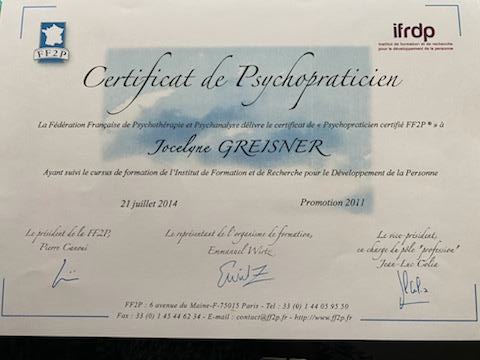 FF2P
ifrdp
Institut de formation et de recherche
pour le développement de la personne
Certificat de Psychopraticien
La Fédération Française de Psychothérapie et Psychanalyse délivre le certificat de « Psychopraticien certifié FF2P ® » à
Jocelyne GREISNER
Ayant suivi le cursus de formation de l'Institut de Formation et de Recherche pour le Développement de la Personne
21 juillet 2014 Promotion 2011
Le président de la FF2P,
Pierre Canoui
Le représentant de l'organisme de formation,
Emmanuel Wirtz
Le vice-président,
en charge du pôle "profession"
Jean-Luc Colia
FF2P : 6 avenue du Maine-F-75015 Paris - Tel : 33 (0) 1 44 05 95 50
Fax : 33 (0) 1 45 44 62 34 - E-mail : contact@ff2p.fr - http://www.ff2p.fr